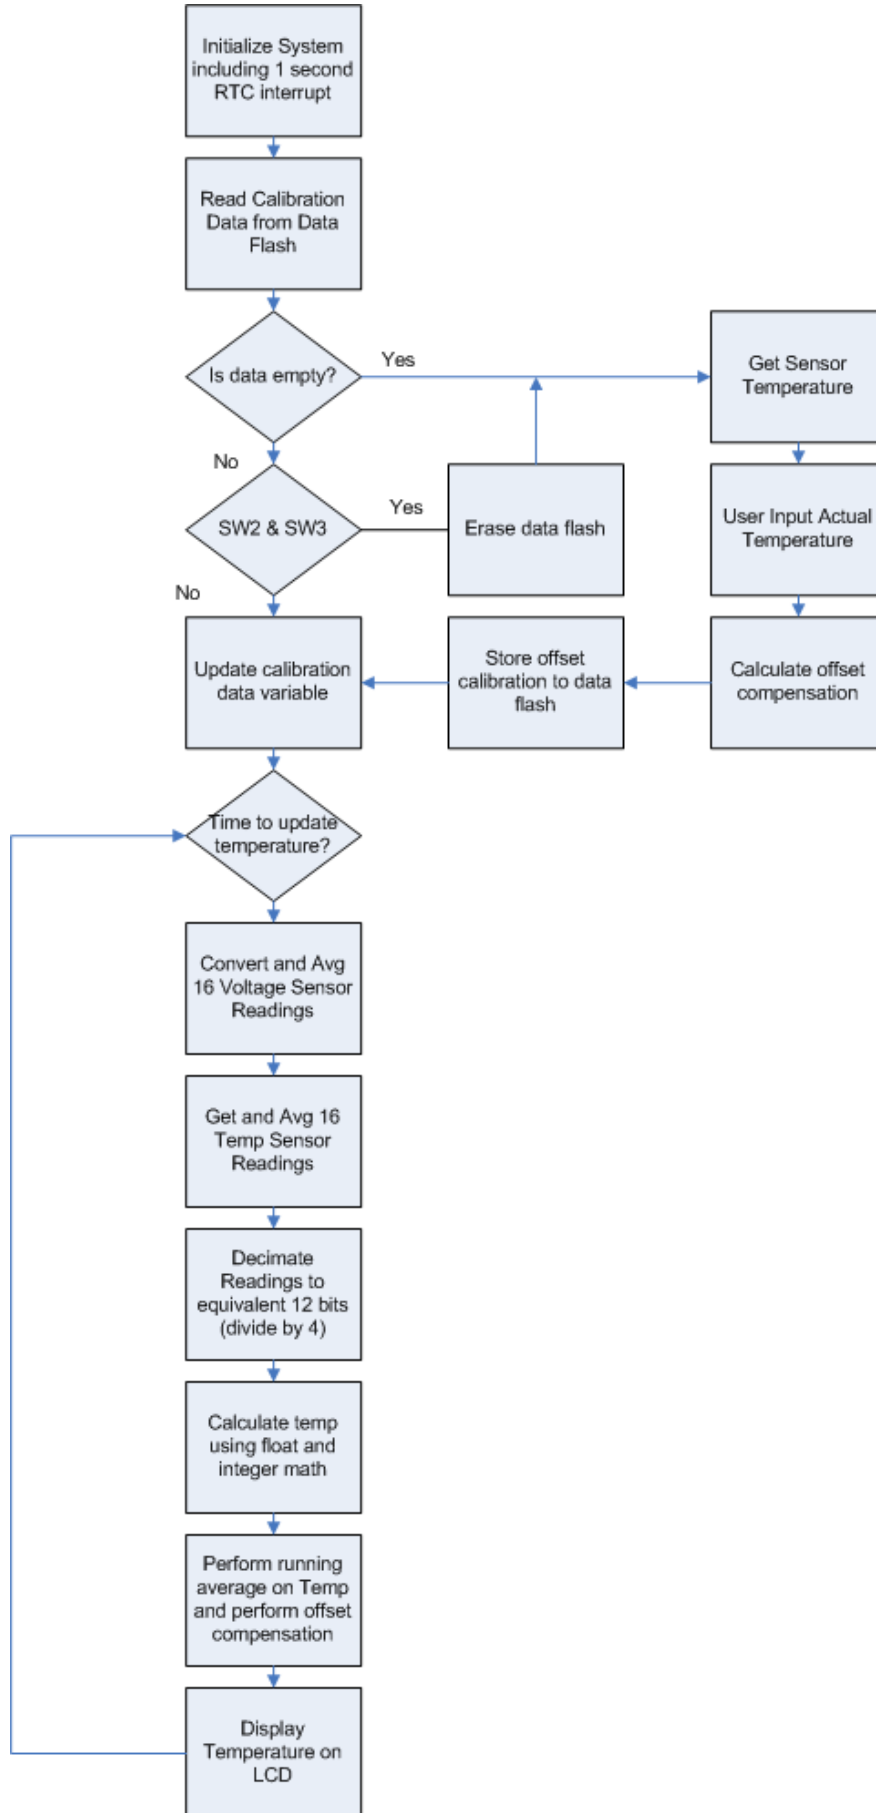 Initialize System
including 1 second
RTC interrupt
Read Calibration
Data from Data
Flash
Is data empty?
Yes
Get Sensor
Temperature
No
SW2 & SW3
Yes
Erase data flash
User Input Actual
Temperature
No
Update calibration
data variable
Store offset
calibration to data
flash
Calculate offset
compensation
Time to update
temperature?
Convert and Avg
16 Voltage Sensor
Readings
Get and Avg 16
Temp Sensor
Readings
Decimate
Readings to
equivalent 12 bits
(divide by 4)
Calculate temp
using float and
integer math
Perform running
average on Temp
and perform offset
compensation
Display
Temperature on
LCD